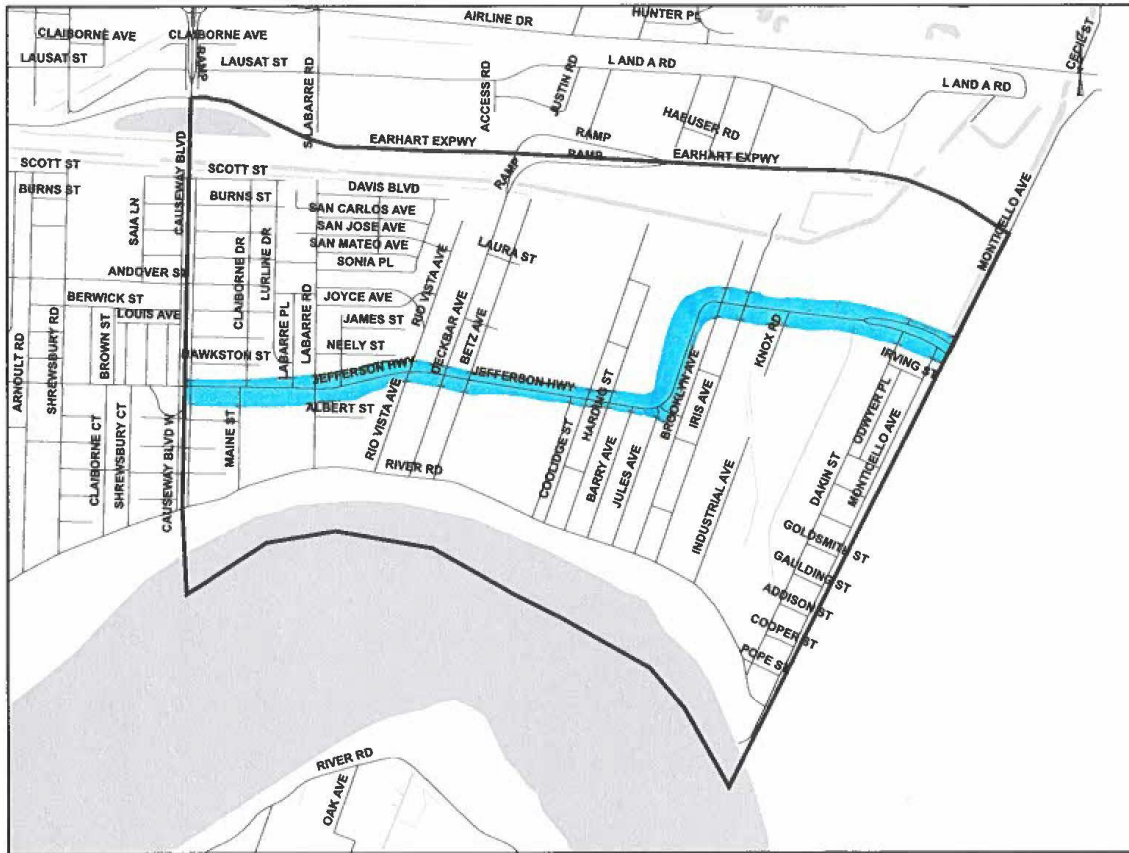 AIRLINE DR
HUNTER PL
CLAIBORNE AVE
CLAIBORNE AVE
LAUSAT ST
RAMP
LAUSAT ST
S LABARRE RD
ACCESS RD
JUSTIN RD
L AND A RD
L AND A RD
CECIL ST
HAEUSER RD
RAMP
RAMP
RAMP
EARHART EXPWY
EARHART EXPWY
MONTICELLO AVE
SCOTT ST
BURNS ST
SAIA LN
CAUSEWAY BLVD
SCOTT ST
BURNS ST
DAVIS BLVD
SAN CARLOS AVE
SAN JOSE AVE
SAN MATEO AVE
SONIA PL
LAURA ST
CLAIBORNE DR
LURLINE DR
RIO VISTA AVE
ANDOVER ST
BERWICK ST
LOUIS AVE
JOYCE AVE
JAMES ST
NEELY ST
LABARRE PL
LABARRE RD
DECKBAR AVE
BETZ AVE
ARNOULT RD
SHREWSBURY RD
BROWN ST
HAWKSTON ST
JEFFERSON HWY
JEFFERSON HWY
KNOX RD
IRVING ST
ALBERT ST
MAINE ST
RIO VISTA AVE
RIVER RD
CLAIBORNE CT
SHREWSBURY CT
CAUSEWAY BLVD W
COOLIDGE ST
HARDING ST
BARRY AVE
JULES AVE
BROOKLYN AVE
IRIS AVE
INDUSTRIAL AVE
DAKIN ST
ODWYER PL
MONTICELLO AVE
GOLDSMITH ST
GAULDING ST
ADDISON ST
COOPER ST
POPE ST
RIVER RD
OAK AVE